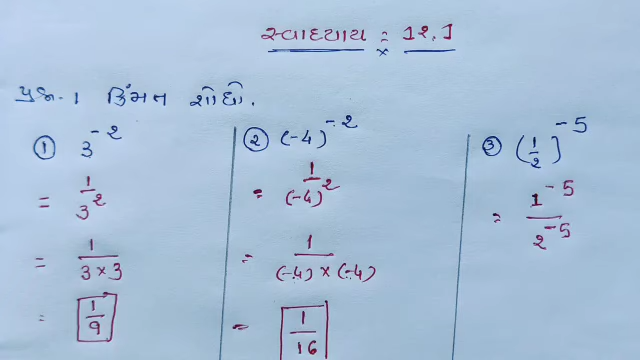 સ્વાધ્યાય : 12.1
×
પ્રશ્ન-1 કિંમત શોધો.
① 3^-2
= 1/3^2
= 1/(3 × 3)
= 1/9
② (-4)^-2
= 1/(-4)^2
= 1/((-4) × (-4))
= 1/16
③ (1/2)^-5
= 1^-5/2^-5